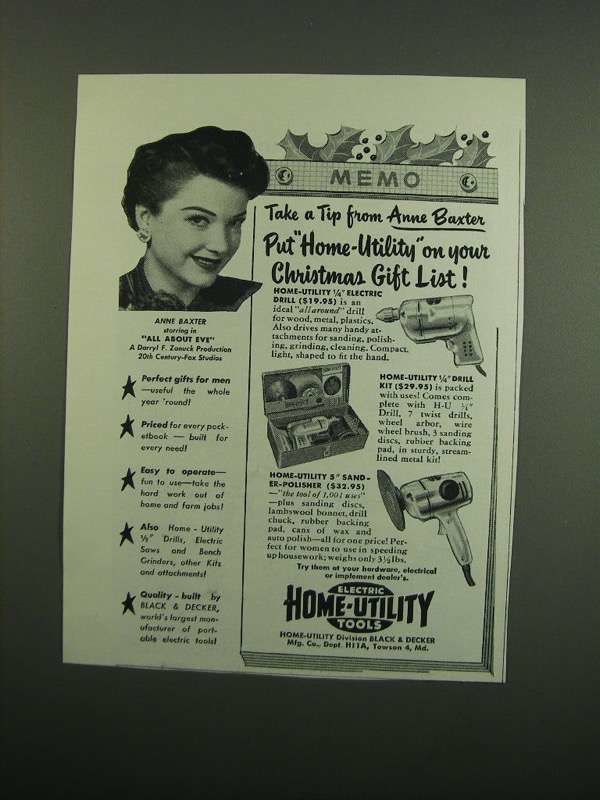 MEMO
Take a Tip from Anne Baxter
Put "Home-Utility" on your
Christmas Gift List!
ANNE BAXTER
starring in
"ALL ABOUT EVE"
A Darryl F. Zanuck Production
20th Century-Fox Studios
Perfect gifts for men
—useful the whole
year 'round!
Priced for every pock-
etbook — built for
every need!
Easy to operate—
fun to use—take the
hard work out of
home and farm jobs!
Also Home - Utility
Drills, Electric
Saws and Bench
Grinders, other Kits
and attachments!
Quality - built by
BLACK & DECKER,
world's largest man-
ufacturer of port-
able electric tools!
HOME-UTILITY ¼" ELECTRIC
DRILL ($19.95) is an
ideal "all around" drill
for wood, metal, plastics.
Also drives many handy at-
tachments for sanding, polish-
ing, grinding, cleaning. Compact,
light, shaped to fit the hand.
HOME-UTILITY ¼" DRILL
KIT ($29.95) is packed
with uses! Comes com-
plete with H-U ¼"
Drill, 7 twist drills,
wheel arbor, wire
wheel brush, 3 sanding
discs, rubber backing
pad, in sturdy, stream-
lined metal kit!
HOME-UTILITY 5" SAND-
ER-POLISHER ($32.95)
—"the tool of 1,001 uses"
—plus sanding discs,
lambswool bonnet, drill
chuck, rubber backing
pad, cans of wax and
auto polish—all for one price! Per-
fect for women to use in speeding
up housework; weighs only 3½ lbs.
Try them at your hardware, electrical
or implement dealer's.
ELECTRIC
HOME-UTILITY
TOOLS
HOME-UTILITY Division BLACK & DECKER
Mfg. Co., Dept. H11A, Towson 4, Md.